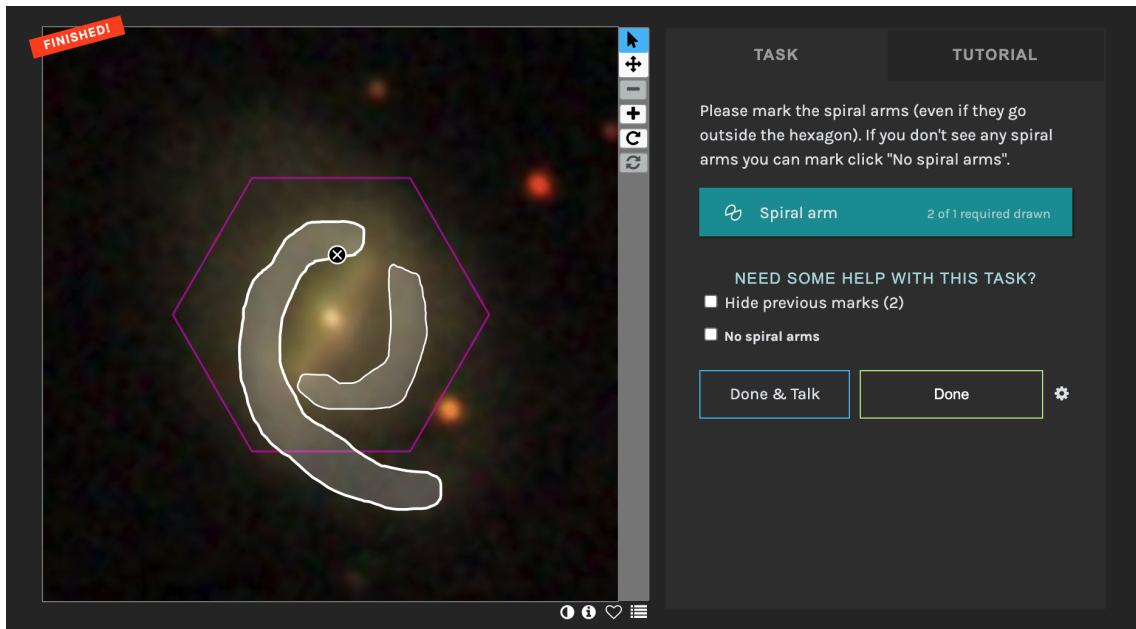 FINISHED!
TASK
TUTORIAL
Please mark the spiral arms (even if they go
outside the hexagon). If you don't see any spiral
arms you can mark click "No spiral arms".
Spiral arm
2 of 1 required drawn
NEED SOME HELP WITH THIS TASK?
Hide previous marks (2)
No spiral arms
Done & Talk
Done